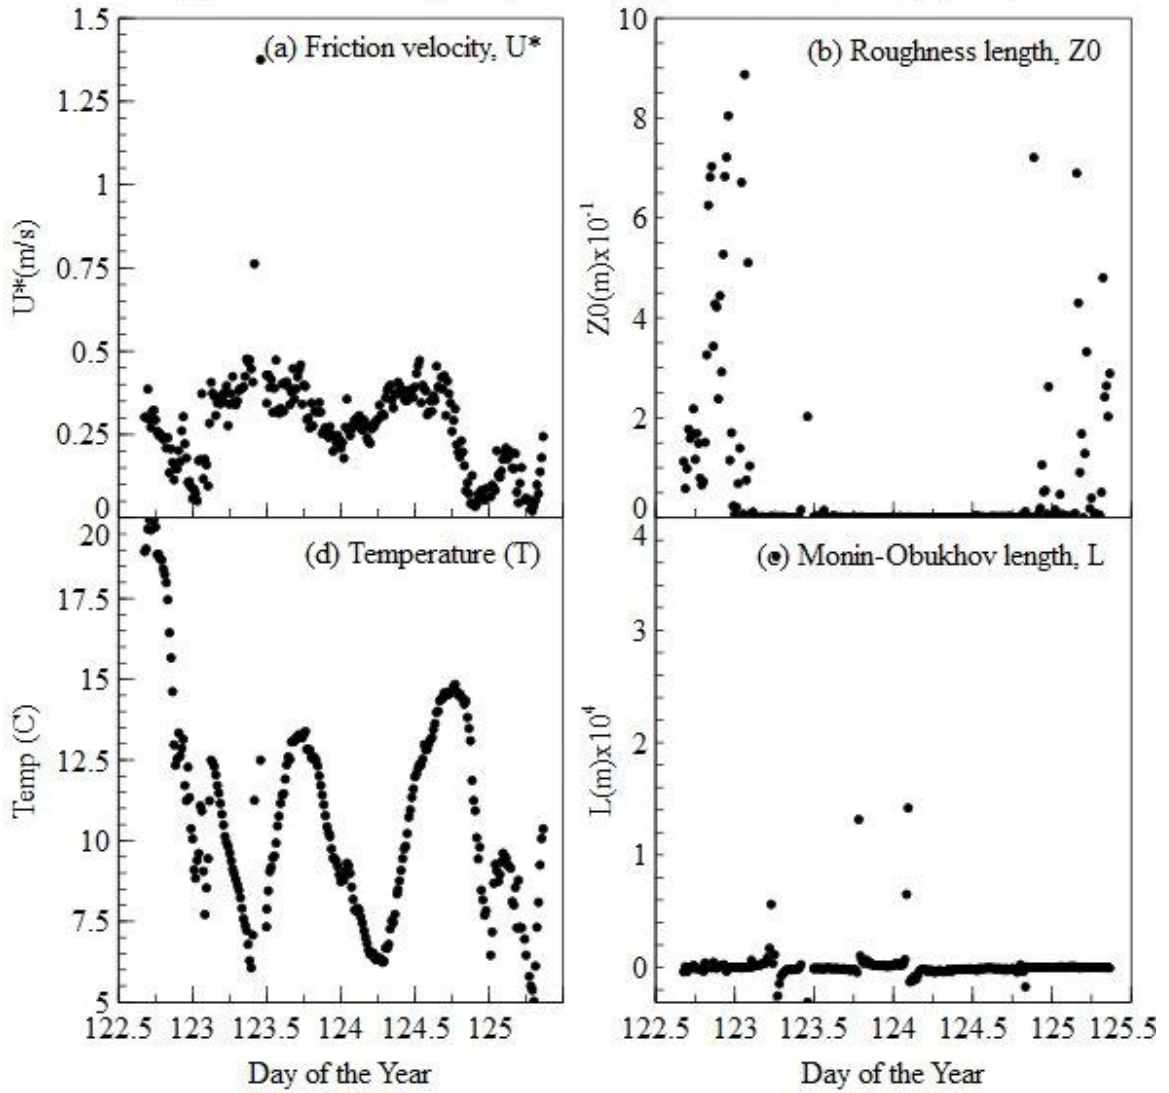 1.5
(a) Friction velocity, U*
1.25
1
0.75
0.5
0.25
0
U*(m/s)
10
(b) Roughness length, Z0
8
6
4
2
0
Z0(m)x10⁻¹
20
(d) Temperature (T)
17.5
15
12.5
10
7.5
5
Temp (C)
122.5 123 123.5 124 124.5 125
Day of the Year
4
(e) Monin-Obukhov length, L
3
2
1
0
L(m)x10⁴
122.5 123 123.5 124 124.5 125 125.5
Day of the Year